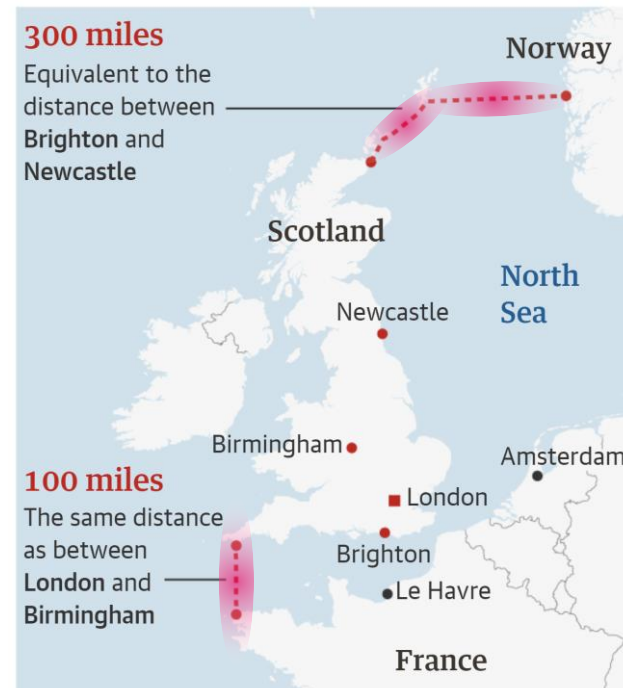 300 miles
Equivalent to the
distance between
Brighton and
Newcastle
Norway
Scotland
North
Sea
Newcastle
Birmingham
Amsterdam
100 miles
The same distance
as between
London and
Birmingham
London
Brighton
Le Havre
France